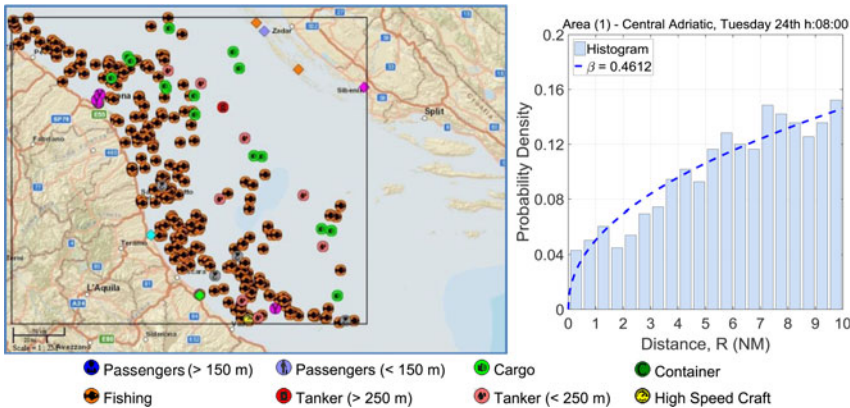 Zadar
Sibenik
Split
Fabriano
Teramo
L'Aquila
Avezzano
Area (1) - Central Adriatic, Tuesday 24th h:08:00
Histogram
β = 0.4612
Probability Density
0.2
0.16
0.12
0.08
0.04
0
0 1 2 3 4 5 6 7 8 9 10
Distance, R (NM)
Passengers (> 150 m)
Passengers (< 150 m)
Cargo
Container
Fishing
Tanker (> 250 m)
Tanker (< 250 m)
High Speed Craft